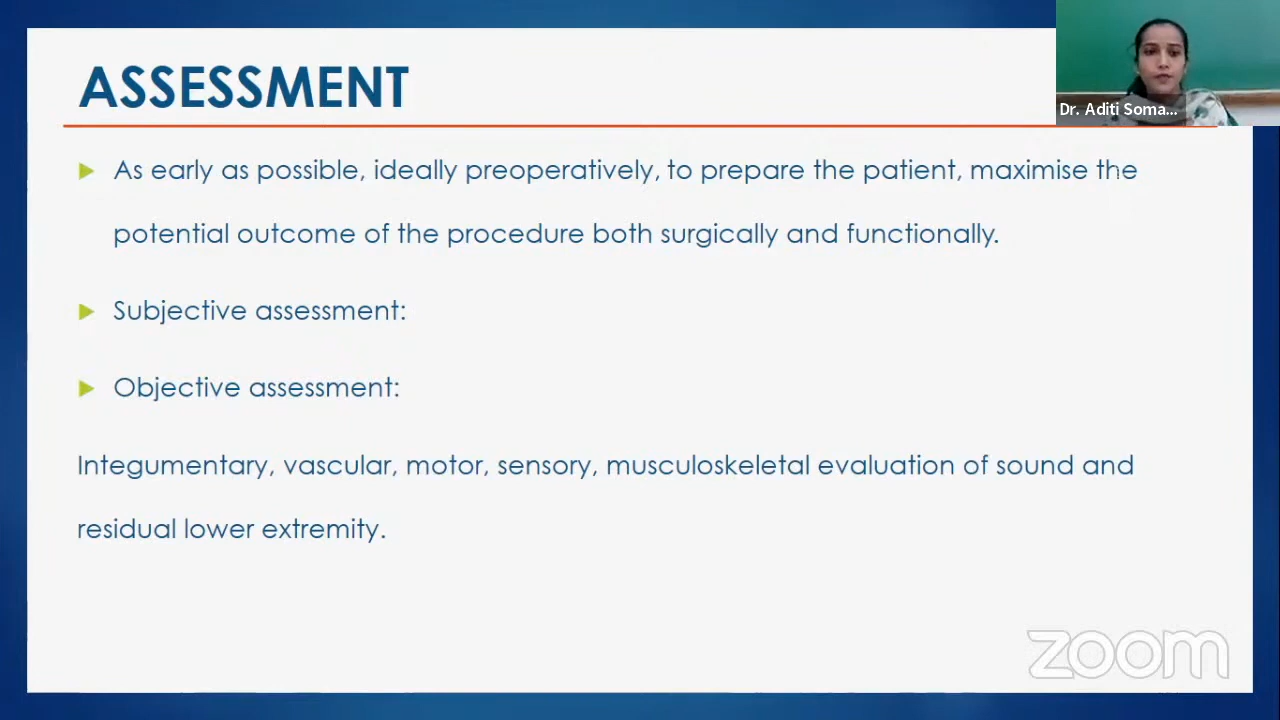 ASSESSMENT
Dr. Aditi Soma...
As early as possible, ideally preoperatively, to prepare the patient, maximise the
potential outcome of the procedure both surgically and functionally.
Subjective assessment:
Objective assessment:
Integumentary, vascular, motor, sensory, musculoskeletal evaluation of sound and
residual lower extremity.
zoom